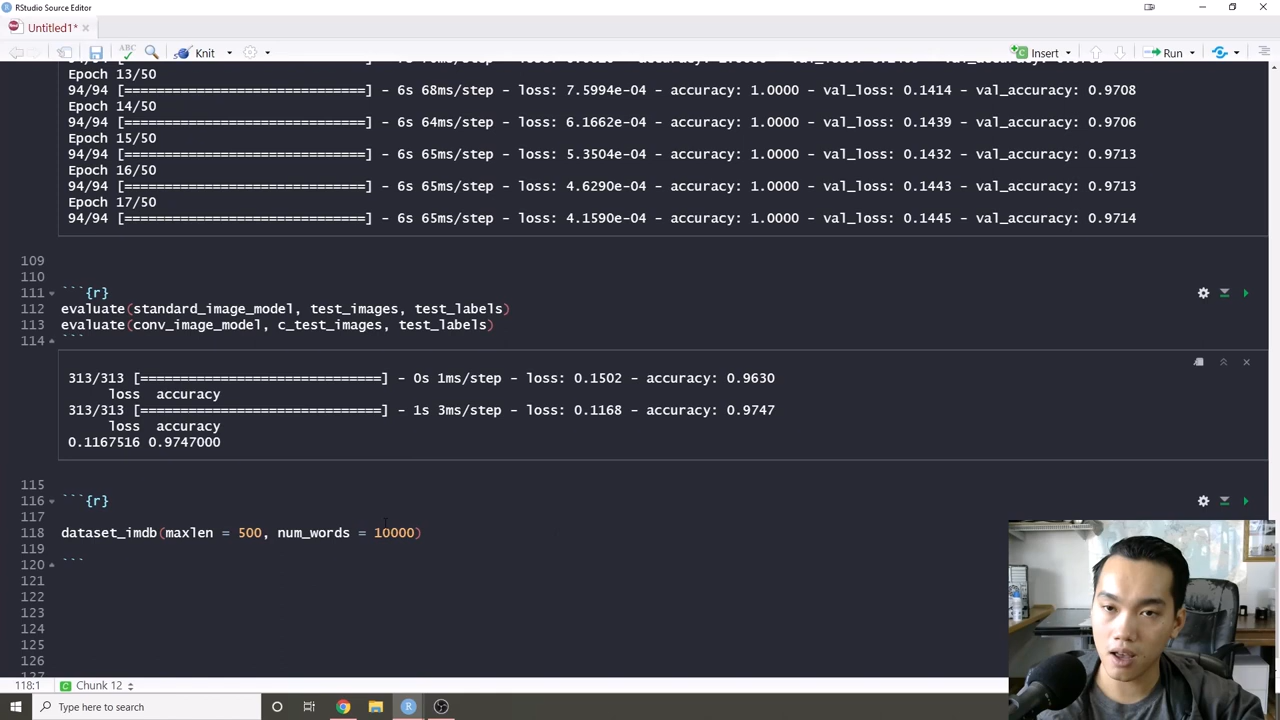 RStudio Source Editor
Untitled1*
ABC
Knit
Insert
Run
Epoch 13/50
94/94 [==============================] - 6s 68ms/step - loss: 7.5994e-04 - accuracy: 1.0000 - val_loss: 0.1414 - val_accuracy: 0.9708
Epoch 14/50
94/94 [==============================] - 6s 64ms/step - loss: 6.1662e-04 - accuracy: 1.0000 - val_loss: 0.1439 - val_accuracy: 0.9706
Epoch 15/50
94/94 [==============================] - 6s 65ms/step - loss: 5.3504e-04 - accuracy: 1.0000 - val_loss: 0.1432 - val_accuracy: 0.9713
Epoch 16/50
94/94 [==============================] - 6s 65ms/step - loss: 4.6290e-04 - accuracy: 1.0000 - val_loss: 0.1443 - val_accuracy: 0.9713
Epoch 17/50
94/94 [==============================] - 6s 65ms/step - loss: 4.1590e-04 - accuracy: 1.0000 - val_loss: 0.1445 - val_accuracy: 0.9714
109
110
111 ```{r}
112 evaluate(standard_image_model, test_images, test_labels)
113 evaluate(conv_image_model, c_test_images, test_labels)
114 ```
313/313 [==============================] - 0s 1ms/step - loss: 0.1502 - accuracy: 0.9630
loss accuracy
313/313 [==============================] - 1s 3ms/step - loss: 0.1168 - accuracy: 0.9747
loss accuracy
0.1167516 0.9747000
115
116 ```{r}
117
118 dataset_imdb(maxlen = 500, num_words = 10000)
119
120 ```
121
122
123
124
125
126
118:1 Chunk 12
Type here to search